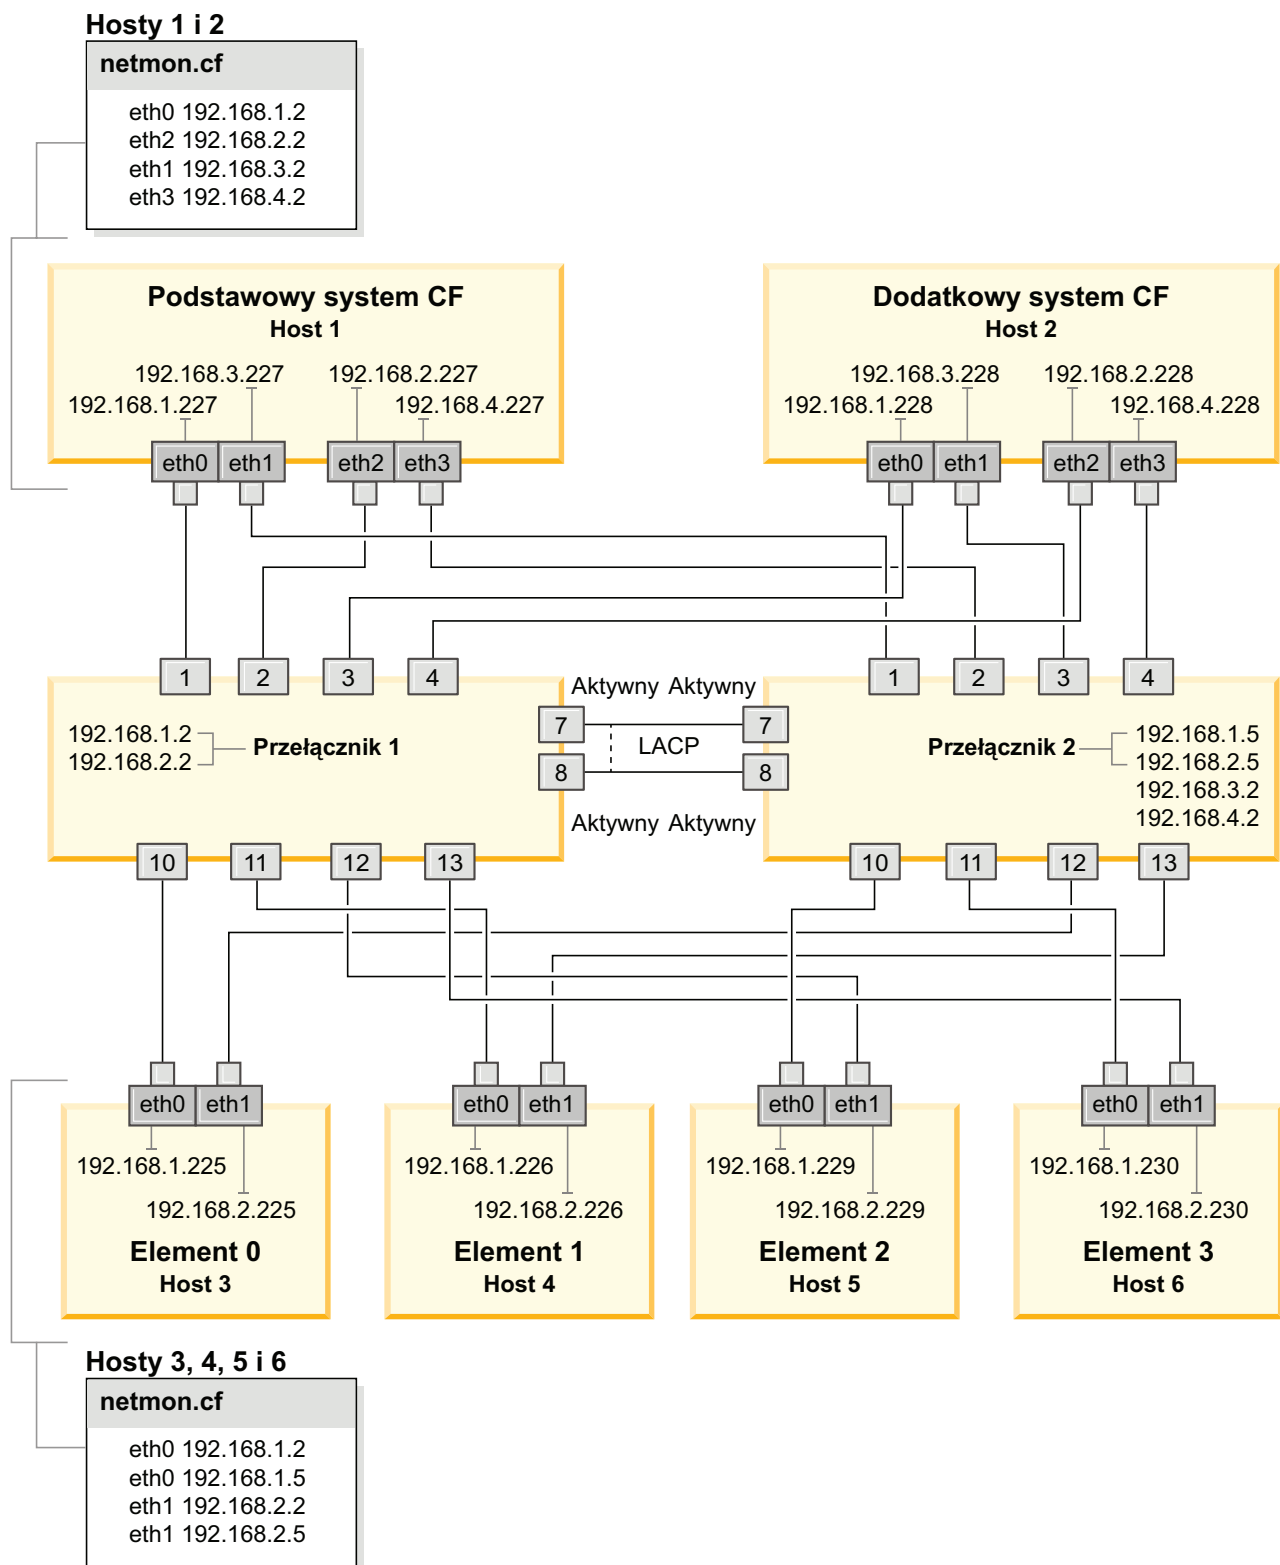 Hosty 1 i 2
netmon.cf
eth0 192.168.1.2
eth2 192.168.2.2
eth1 192.168.3.2
eth3 192.168.4.2
Podstawowy system CF
Host 1
192.168.3.227 192.168.2.227
192.168.1.227 192.168.4.227
eth0 eth1 eth2 eth3
Dodatkowy system CF
Host 2
192.168.3.228 192.168.2.228
192.168.1.228 192.168.4.228
eth0 eth1 eth2 eth3
1 2 3 4
192.168.1.2
192.168.2.2
Przełącznik 1
7
8
10 11 12 13
Aktywny Aktywny
LACP
Aktywny Aktywny
1 2 3 4
7
8
Przełącznik 2
192.168.1.5
192.168.2.5
192.168.3.2
192.168.4.2
10 11 12 13
eth0 eth1
192.168.1.225
192.168.2.225
Element 0
Host 3
eth0 eth1
192.168.1.226
192.168.2.226
Element 1
Host 4
eth0 eth1
192.168.1.229
192.168.2.229
Element 2
Host 5
eth0 eth1
192.168.1.230
192.168.2.230
Element 3
Host 6
Hosty 3, 4, 5 i 6
netmon.cf
eth0 192.168.1.2
eth0 192.168.1.5
eth1 192.168.2.2
eth1 192.168.2.5